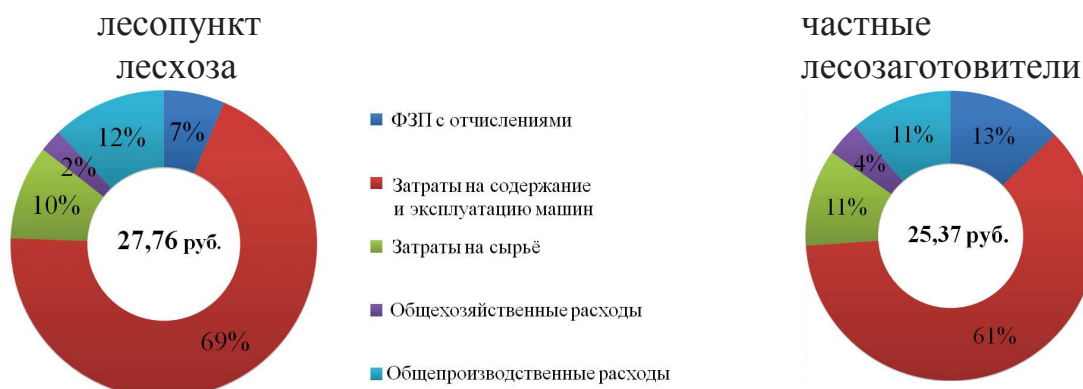 лесопункт
лесхоза
12%
7%
2%
10%
27,76 руб.
69%
ФЗП с отчислениями
Затраты на содержание
и эксплуатацию машин
Затраты на сырьё
Общехозяйственные расходы
Общепроизводственные расходы
частные
лесозаготовители
11%
13%
4%
11%
25,37 руб.
61%